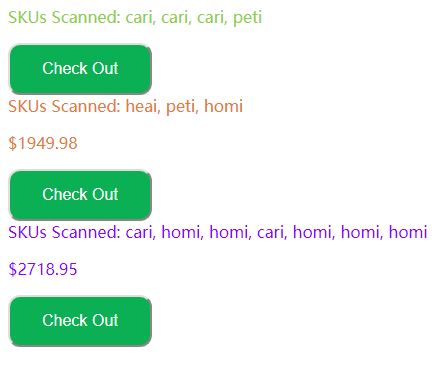 SKUs Scanned: cari, cari, cari, peti
Check Out
SKUs Scanned: heai, peti, homi
$1949.98
Check Out
SKUs Scanned: cari, homi, homi, cari, homi, homi, homi
$2718.95
Check Out